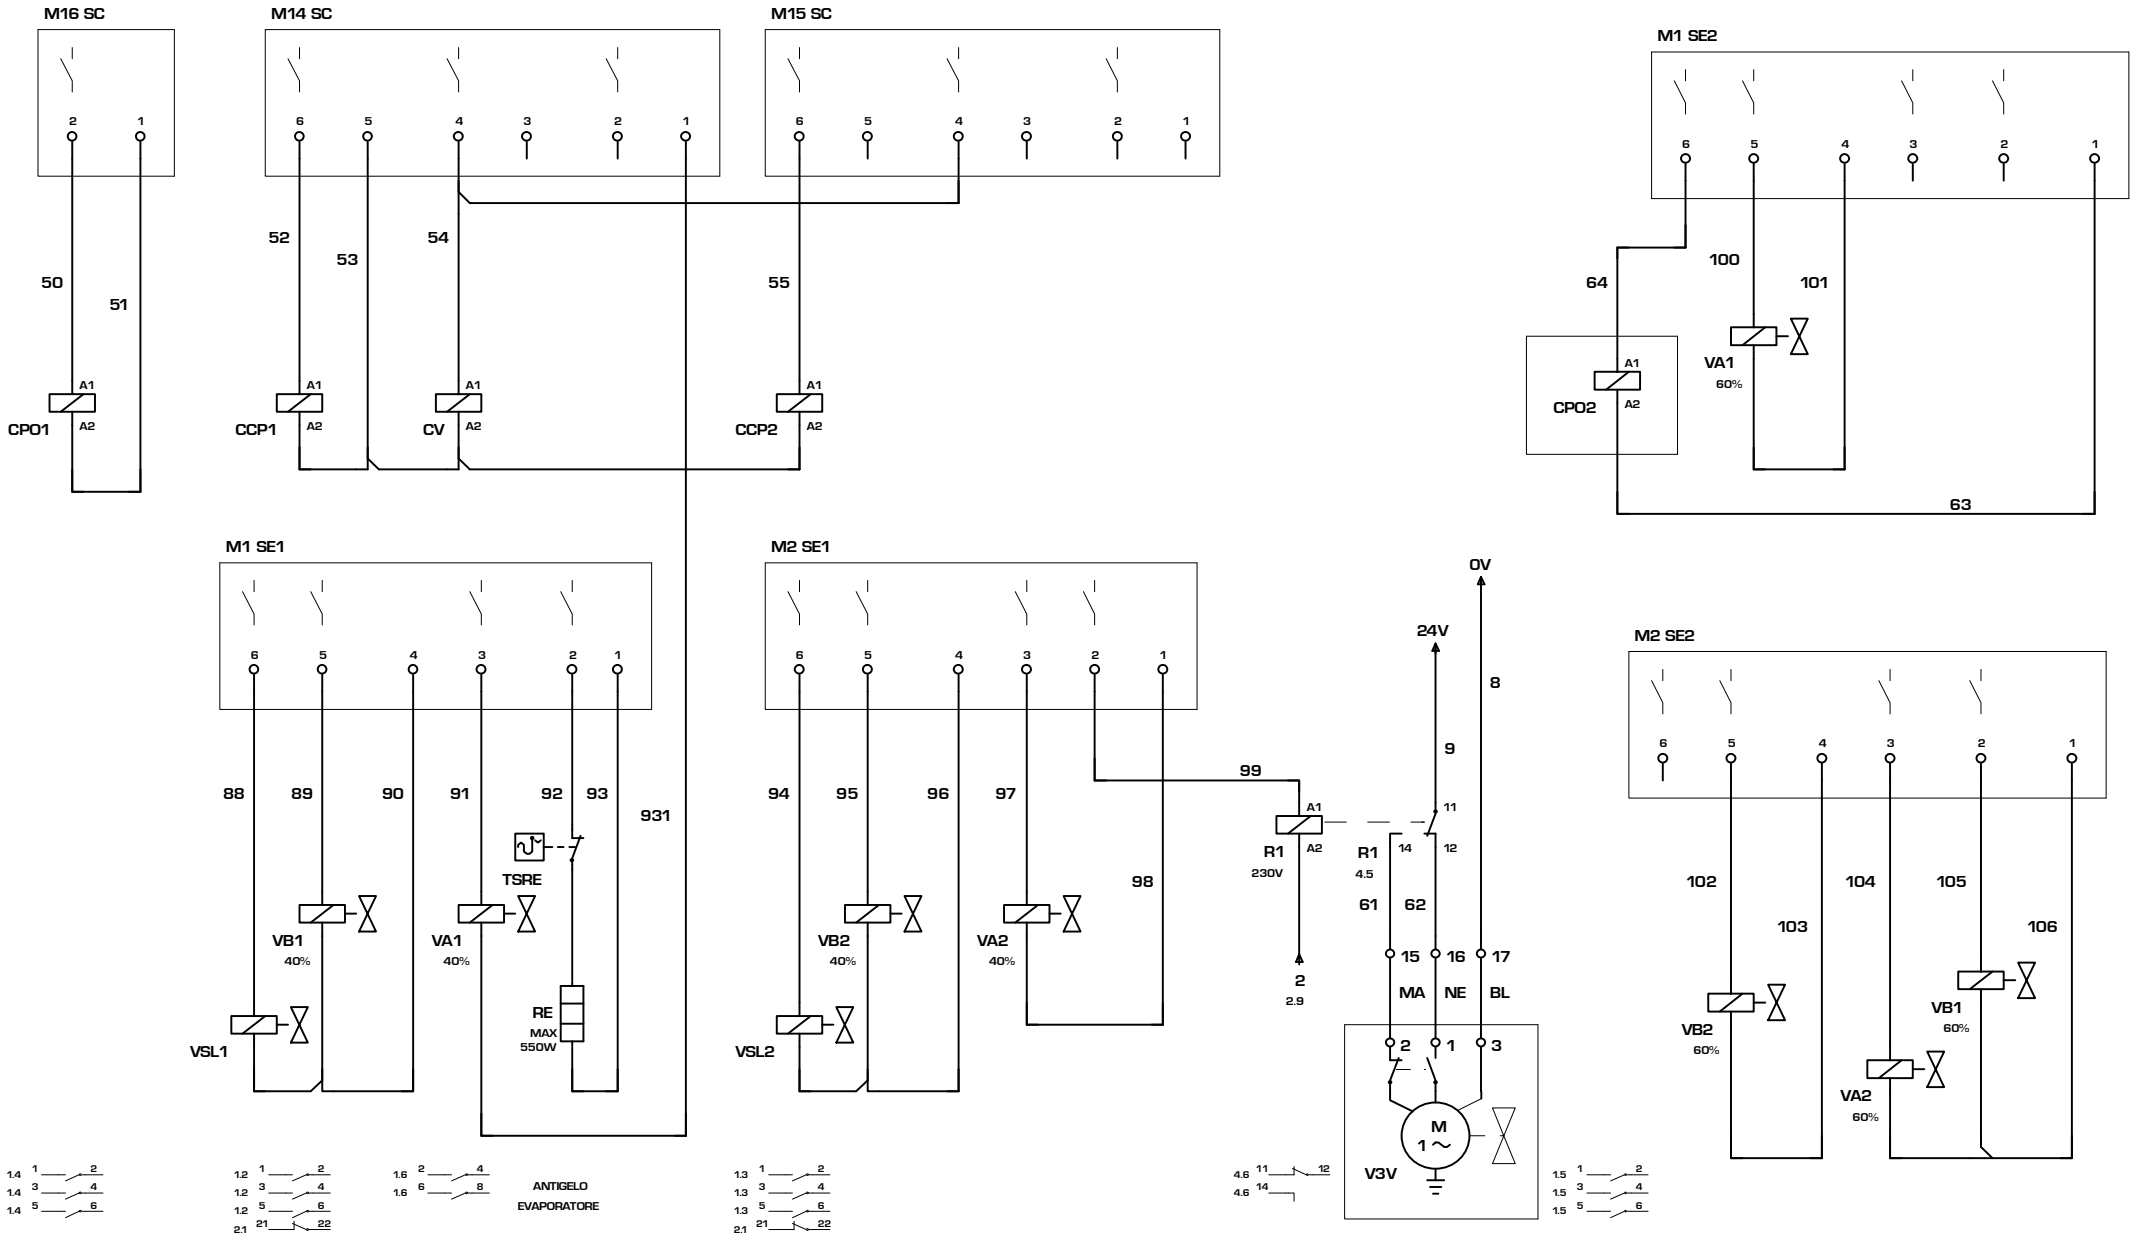 M16 SC
M14 SC
M15 SC
M1 SE2
2 1
6 5 4 3 2 1
6 5 4 3 2 1
6 5 4 3 2 1
52
54
53
50
51
55
100
64
101
A1
CPO1 A2
A1
CCP1 A2
A1
CV A2
A1
CCP2 A2
A1
CPO2 A2
VA1
60%
63
M1 SE1
M2 SE1
0V
24V
M2 SE2
6 5 4 3 2 1
6 5 4 3 2 1
8
9
6 5 4 3 2 1
88 89 90 91 92 93
931
94 95 96 97
99
98
A1
A2
R1
230V
11
14 12
R1
4.5
61 62
2
2.9
102
103
104
105
106
TSRE
VB1
40%
VA1
40%
VB2
40%
VA2
40%
15 16 17
MA NE BL
RE
MAX
550W
VSL1
VSL2
2 1 3
M
1
V3V
VB2
60%
VB1
60%
VA2
60%
1.4 1 2
1.4 3 4
1.4 5 6
1.2 1 2
1.2 3 4
1.2 5 6
2.1 21 22
1.6 2 4
1.6 6 8
ANTIGELO
EVAPORATORE
1.3 1 2
1.3 3 4
1.3 5 6
2.1 21 22
4.6 11 12
4.6 14
1.5 1 2
1.5 3 4
1.5 5 6